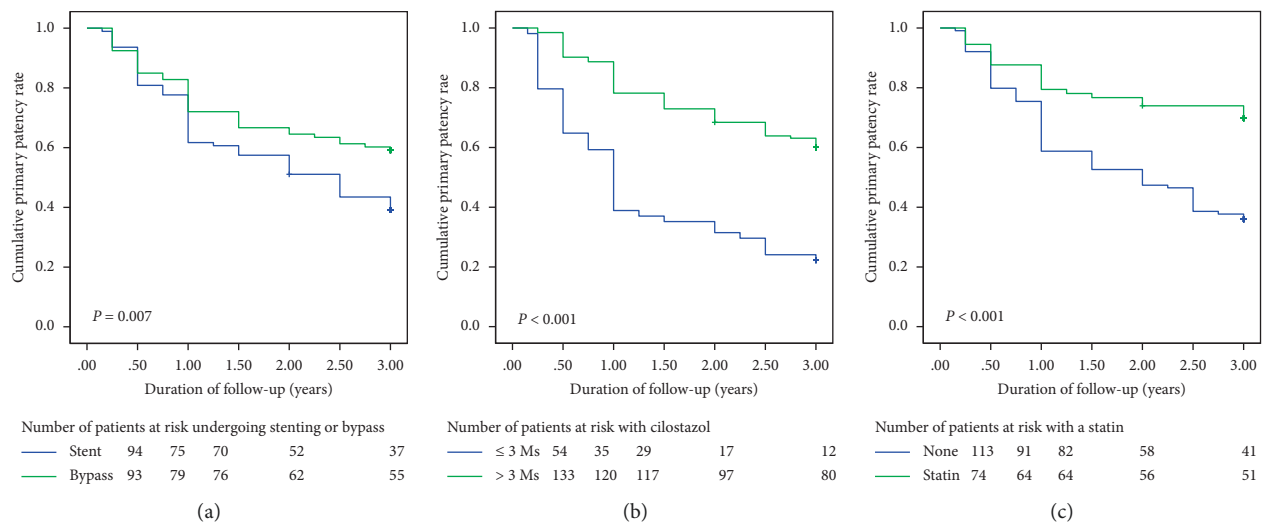 1.0
0.8
0.6
0.4
0.2
0.0
Cumulative primary patency rate
P = 0.007
.00 .50 1.00 1.50 2.00 2.50 3.00
Duration of follow-up (years)
Number of patients at risk undergoing stenting or bypass
Stent 94 75 70 52 37
Bypass 93 79 76 62 55
(a)
1.0
0.8
0.6
0.4
0.2
0.0
Cumulative primary patency rae
P < 0.001
.00 .50 1.00 1.50 2.00 2.50 3.00
Duration of follow-up (years)
Number of patients at risk with cilostazol
≤ 3 Ms 54 35 29 17 12
> 3 Ms 133 120 117 97 80
(b)
1.0
0.8
0.6
0.4
0.2
0.0
Cumulative primary patency rate
P < 0.001
.00 .50 1.00 1.50 2.00 2.50 3.00
Duration of follow-up (years)
Number of patients at risk with a statin
None 113 91 82 58 41
Statin 74 64 64 56 51
(c)